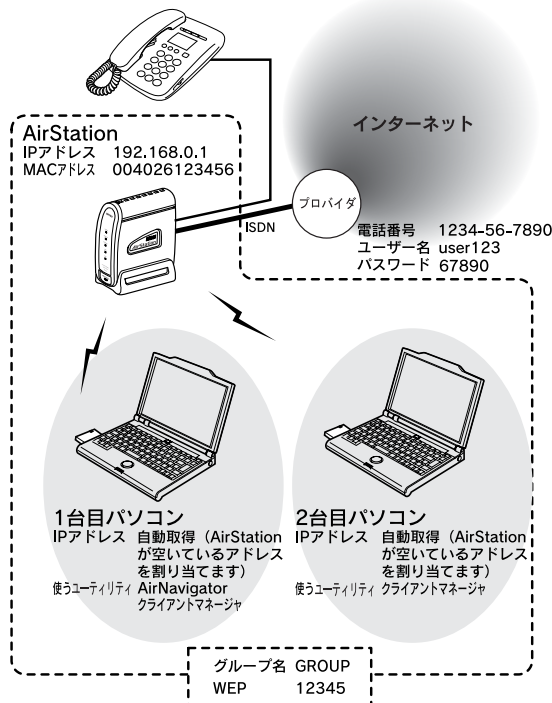 インターネット
AirStation
IPアドレス 192.168.0.1
MACアドレス 004026123456
プロバイダ
ISDN
電話番号 1234-56-7890
ユーザー名 user123
パスワード 67890
1台目パソコン
IPアドレス 自動取得（AirStation
が空いているアドレス
を割り当てます）
使うユーティリティ AirNavigator
クライアントマネージャ
2台目パソコン
IPアドレス 自動取得（AirStation
が空いているアドレス
を割り当てます）
使うユーティリティ クライアントマネージャ
グループ名 GROUP
WEP 12345